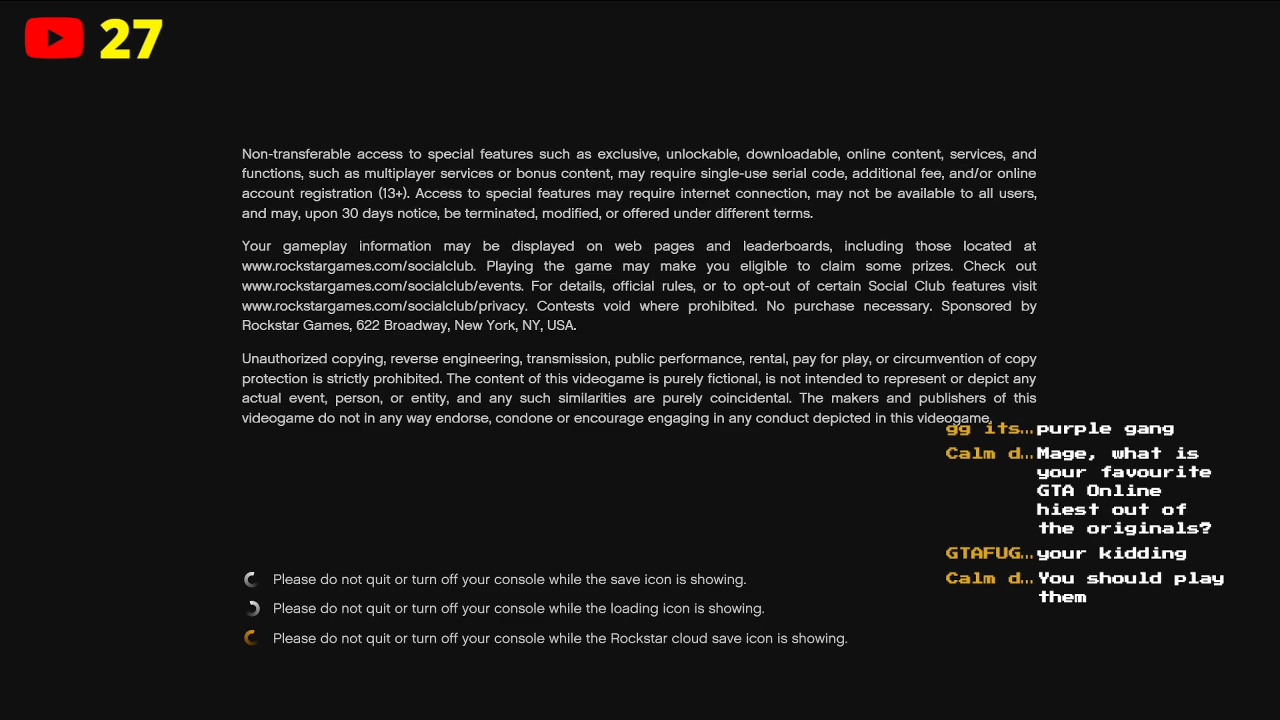 27
Non-transferable access to special features such as exclusive, unlockable, downloadable, online content, services, and
functions, such as multiplayer services or bonus content, may require single-use serial code, additional fee, and/or online
account registration (13+). Access to special features may require internet connection, may not be available to all users,
and may, upon 30 days notice, be terminated, modified, or offered under different terms.
Your gameplay information may be displayed on web pages and leaderboards, including those located at
www.rockstargames.com/socialclub. Playing the game may make you eligible to claim some prizes. Check out
www.rockstargames.com/socialclub/events. For details, official rules, or to opt-out of certain Social Club features visit
www.rockstargames.com/socialclub/privacy. Contests void where prohibited. No purchase necessary. Sponsored by
Rockstar Games, 622 Broadway, New York, NY, USA.
Unauthorized copying, reverse engineering, transmission, public performance, rental, pay for play, or circumvention of copy
protection is strictly prohibited. The content of this videogame is purely fictional, is not intended to represent or depict any
actual event, person, or entity, and any such similarities are purely coincidental. The makers and publishers of this
videogame do not in any way endorse, condone or encourage engaging in any conduct depicted in this videogame.
gg its... purple gang
Calm d... Mage, what is
your favourite
GTA Online
hiest out of
the originals?
GTAFUG... your kidding
Calm d... You should play
them
Please do not quit or turn off your console while the save icon is showing.
Please do not quit or turn off your console while the loading icon is showing.
Please do not quit or turn off your console while the Rockstar cloud save icon is showing.